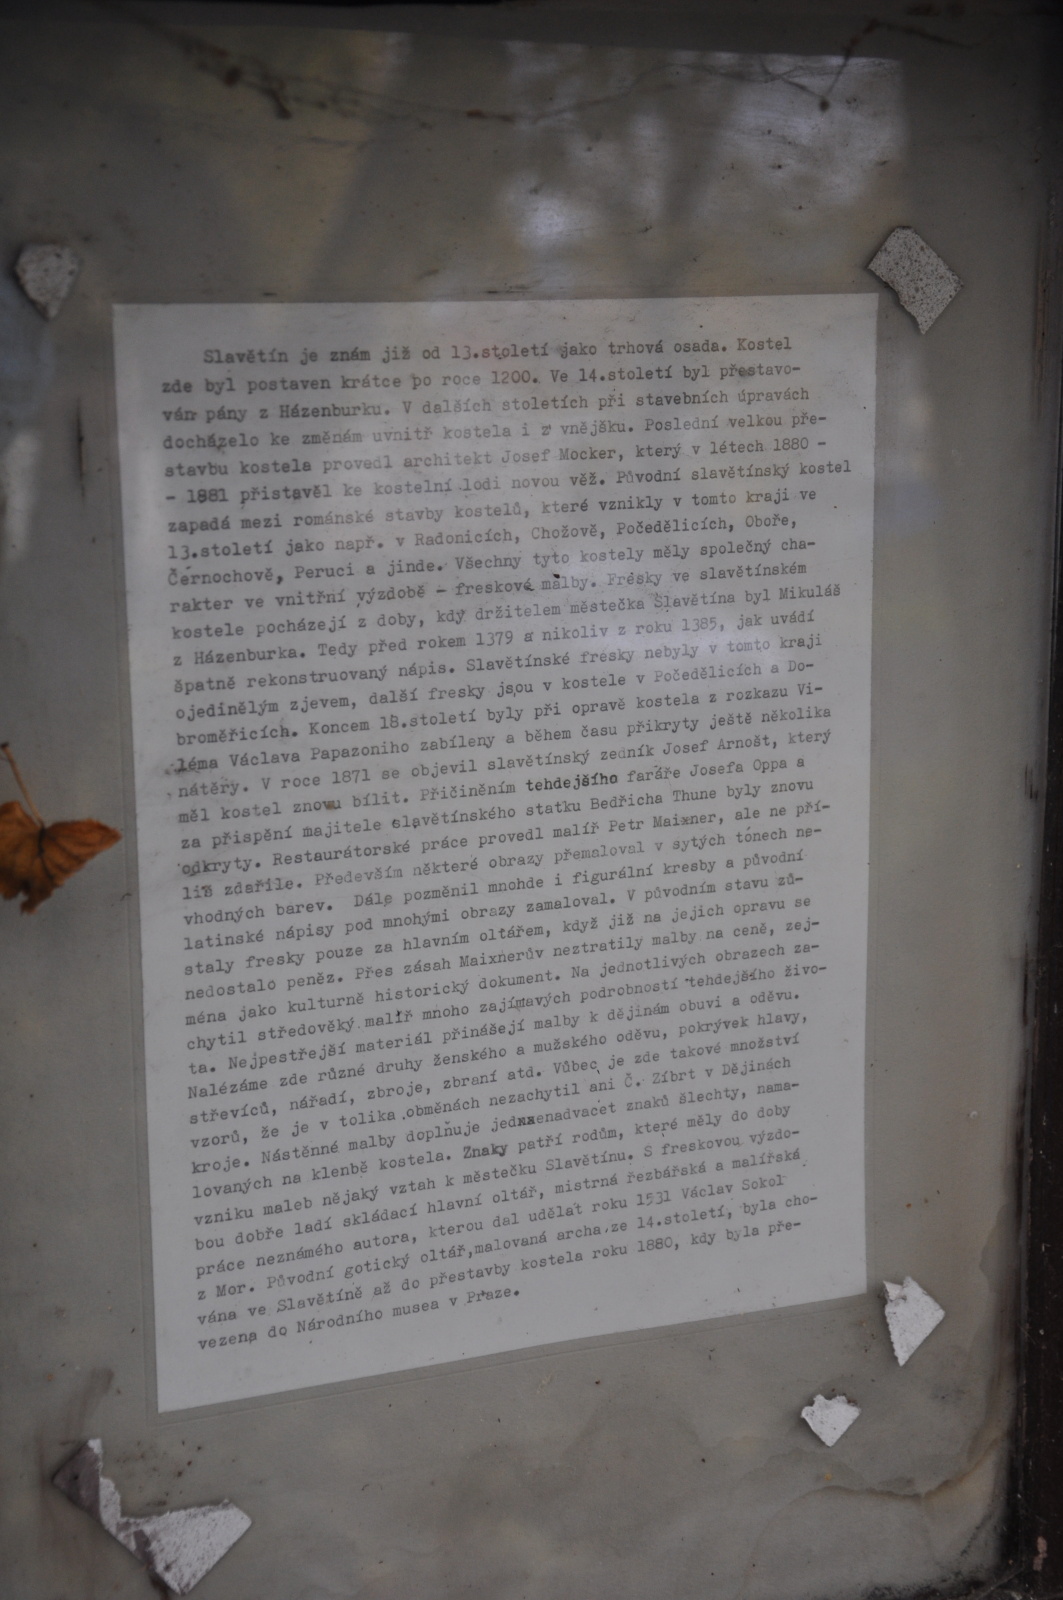 Slavětín je znám již od 13.století jako trhová osada. Kostel
zde byl postaven krátce po roce 1200. Ve 14.století byl přestavo-
ván pány z Házenburku. V dalších stoletích při stavebních úpravách
docházelo ke změnám uvnitř kostela i z vnějšku. Poslední velkou pře-
stavbu kostela provedl architekt Josef Mocker, který v létech 1880 -
- 1881 přistavěl ke kostelní lodi novou věž. Původní slavětínský kostel
zapadá mezi románské stavby kostelů, které vznikly v tomto kraji ve
13.století jako např. v Radonicích, Chožově, Počedělicích, Oboře,
Černochově, Peruci a jinde. Všechny tyto kostely měly společný cha-
rakter ve vnitřní výzdobě - freskové malby. Fresky ve slavětínském
kostele pocházejí z doby, kdy držitelem městečka Slavětína byl Mikuláš
z Házenburka. Tedy před rokem 1379 a nikoliv z roku 1385, jak uvádí
špatně rekonstruovaný nápis. Slavětínské fresky nebyly v tomto kraji
ojedinělým zjevem, další fresky jsou v kostele v Počedělicích a Do-
broměřicích. Koncem 18.století byly při opravě kostela z rozkazu Vi-
léma Václava Papazoniho zabíleny a během času přikryty ještě několika
nátěry. V roce 1871 se objevil slavětínský zedník Josef Arnošt, který
měl kostel znovu bílit. Přičiněním tehdejšího faráře Josefa Oppa a
za přispění majitele slavětínského statku Bedřicha Thune byly znovu
odkryty. Restaurátorské práce provedl malíř Petr Maixner, ale ne pří-
liš zdařile. Především některé obrazy přemaloval v sytých tónech ne-
vhodných barev. Dále pozměnil mnohde i figurální kresby a původní
latinské nápisy pod mnohými obrazy zamaloval. V původním stavu zů-
staly fresky pouze za hlavním oltářem, když již na jejich opravu se
nedostalo peněz. Přes zásah Maixnerův neztratily malby na ceně, zej-
ména jako kulturně historický dokument. Na jednotlivých obrazech za-
chytil středověký malíř mnoho zajímavých podrobností tehdejšího živo-
ta. Nejpestřejší materiál přinášejí malby k dějinám obuvi a oděvu.
Nalézáme zde různé druhy ženského a mužského oděvu, pokrývek hlavy,
střevíců, nářadí, zbroje, zbraní atd. Vůbec je zde takové množství
vzorů, že je v tolika obměnách nezachytil ani Č. Zíbrt v Dějinách
kroje. Nástěnné malby doplňuje jednxenadvacet znaků šlechty, nama-
lovaných na klenbě kostela. Znaky patří rodům, které měly do doby
vzniku maleb nějaký vztah k městečku Slavětínu. S freskovou výzdo-
bou dobře ladí skládací hlavní oltář, mistrná řezbářská a malířská
práce neznámého autora, kterou dal udělat roku 1531 Václav Sokol
z Mor. Původní gotický oltář,malovaná archa ze 14.století, byla cho-
vána ve Slavětíně až do přestavby kostela roku 1880, kdy byla pře-
vezena do Národního musea v Praze.